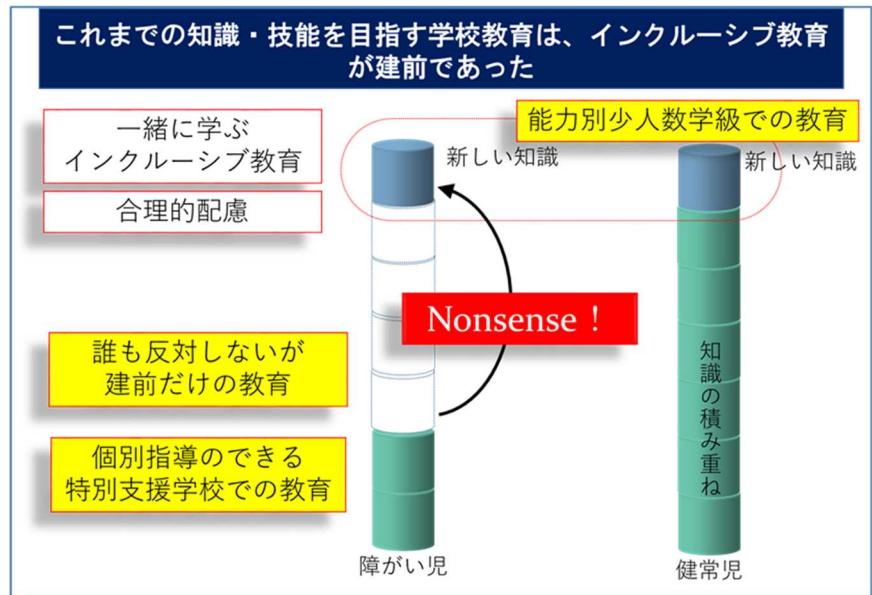 これまでの知識・技能を目指す学校教育は、インクルーシブ教育
が建前であった
一緒に学ぶ
インクルーシブ教育
合理的配慮
能力別少人数学級での教育
新しい知識
新しい知識
Nonsense！
誰も反対しないが
建前だけの教育
個別指導のできる
特別支援学校での教育
知識の積み重ね
障がい児
健常児